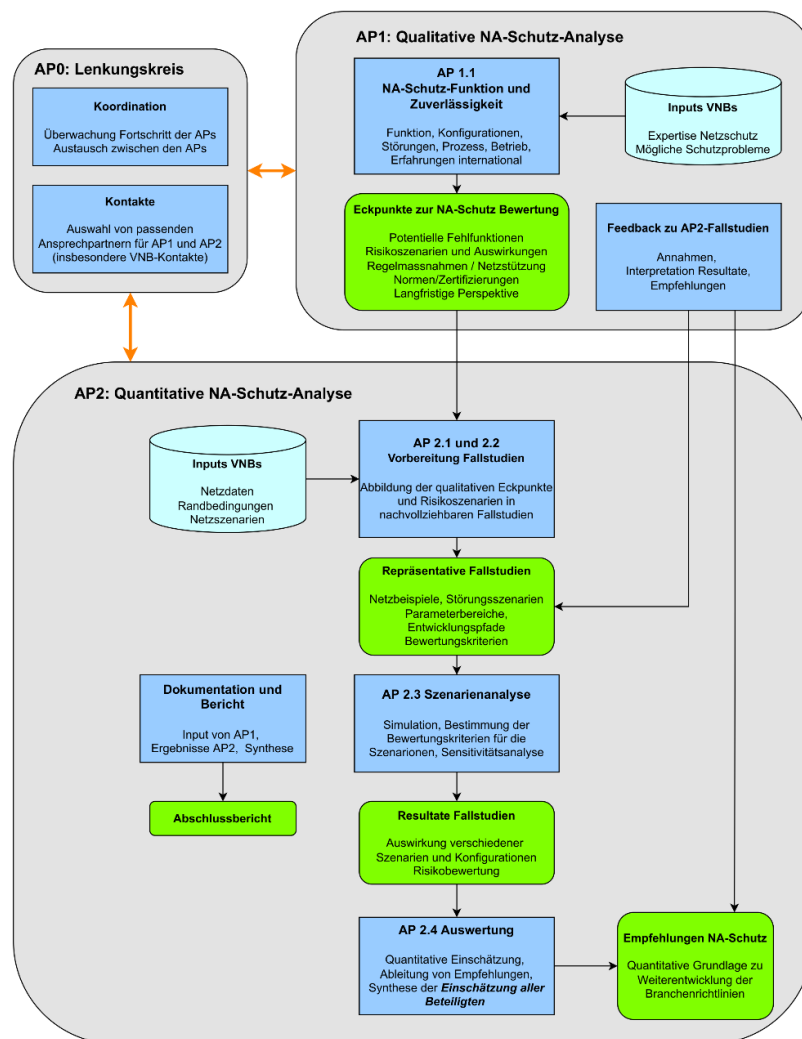 AP0: Lenkungskreis
Koordination
Überwachung Fortschritt der APs
Austausch zwischen den APs
Kontakte
Auswahl von passenden
Ansprechpartnern für AP1 und AP2
(insbesondere VNB-Kontakte)
AP1: Qualitative NA-Schutz-Analyse
AP 1.1
NA-Schutz-Funktion und
Zuverlässigkeit
Funktion, Konfigurationen,
Störungen, Prozess, Betrieb,
Erfahrungen international
Inputs VNBs
Expertise Netzschutz
Mögliche Schutzprobleme
Eckpunkte zur NA-Schutz Bewertung
Potentielle Fehlfunktionen
Risikoszenarien und Auswirkungen
Regelmassnahmen / Netzstützung
Normen/Zertifizierungen
Langfristige Perspektive
Feedback zu AP2-Fallstudien
Annahmen,
Interpretation Resultate,
Empfehlungen
AP2: Quantitative NA-Schutz-Analyse
Inputs VNBs
Netzdaten
Randbedingungen
Netzszenarien
AP 2.1 und 2.2
Vorbereitung Fallstudien
Abbildung der qualitativen Eckpunkte
und Risikoszenarien in
nachvollziehbaren Fallstudien
Repräsentative Fallstudien
Netzbeispiele, Störungsszenarien
Parameterbereiche,
Entwicklungspfade
Bewertungskriterien
Dokumentation und
Bericht
Input von AP1,
Ergebnisse AP2, Synthese
Abschlussbericht
AP 2.3 Szenarienanalyse
Simulation, Bestimmung der
Bewertungskriterien für die
Szenarionen, Sensitivitätsanalyse
Resultate Fallstudien
Auswirkung verschiedener
Szenarien und Konfigurationen
Risikobewertung
AP 2.4 Auswertung
Quantitative Einschätzung,
Ableitung von Empfehlungen,
Synthese der Einschätzung aller
Beteiligten
Empfehlungen NA-Schutz
Quantitative Grundlage zu
Weiterentwicklung der
Branchenrichtlinien